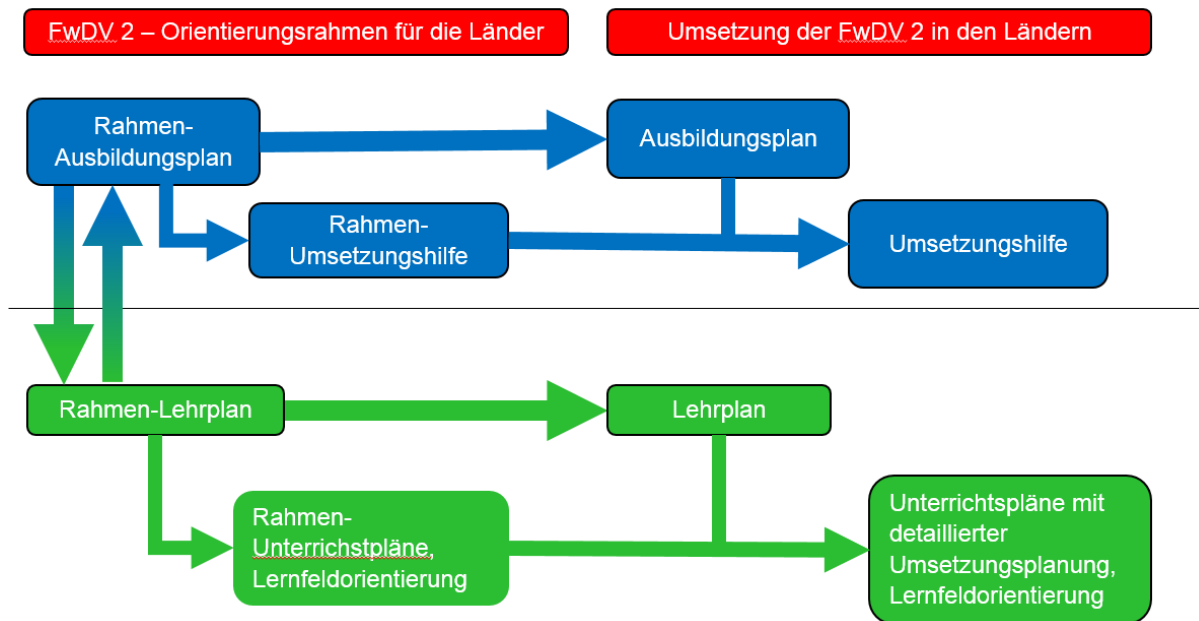 FwDV 2 – Orientierungsrahmen für die Länder
Umsetzung der FwDV 2 in den Ländern
Rahmen-
Ausbildungsplan
Ausbildungsplan
Rahmen-
Umsetzungshilfe
Umsetzungshilfe
Rahmen-Lehrplan
Lehrplan
Rahmen-
Unterrichstpläne,
Lernfeldorientierung
Unterrichtspläne mit
detaillierter
Umsetzungsplanung,
Lernfeldorientierung